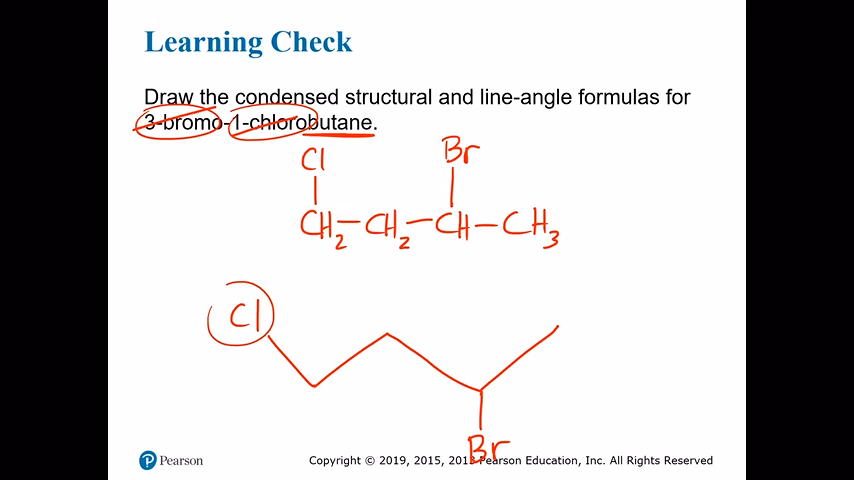 Learning Check
Draw the condensed structural and line-angle formulas for
3-bromo-1-chlorobutane.
Cl Br
CH2-CH2-CH-CH3
Cl
Br
Pearson Copyright © 2019, 2015, 2013 Pearson Education, Inc. All Rights Reserved